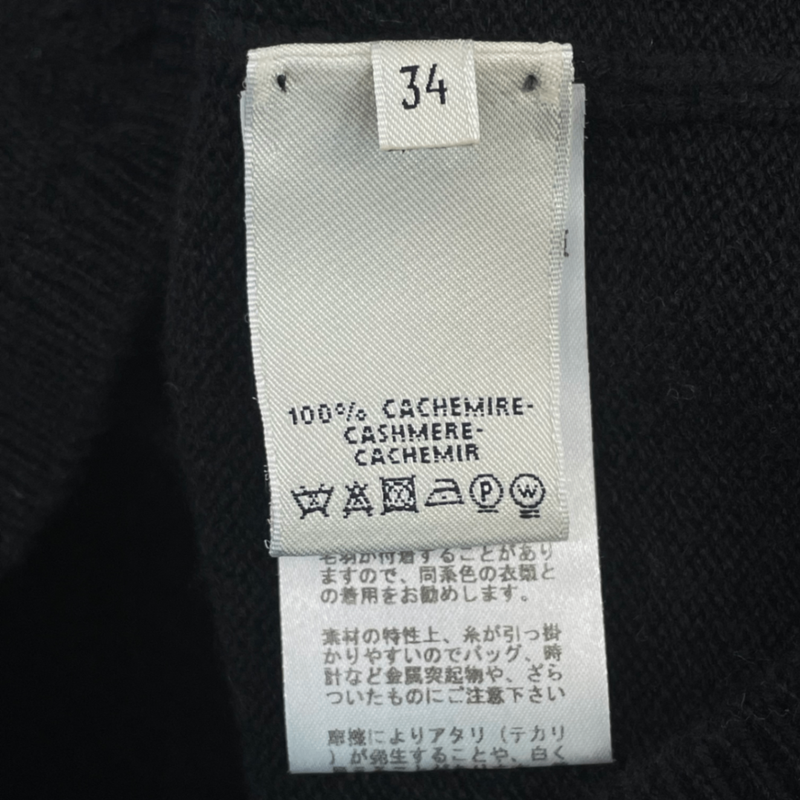 34
100% CACHEMIRE-
CASHMERE-
CACHEMIR
P W
毛羽が付着することがあり
ますので、同系色の衣類と
の着用をお勧めします。
素材の特性上、糸が引っ掛
かりやすいのでバッグ、時
計など金属突起物や、ざら
ついたものにご注意下さい
摩擦によりアタリ（テカリ
）が発生することや、白く